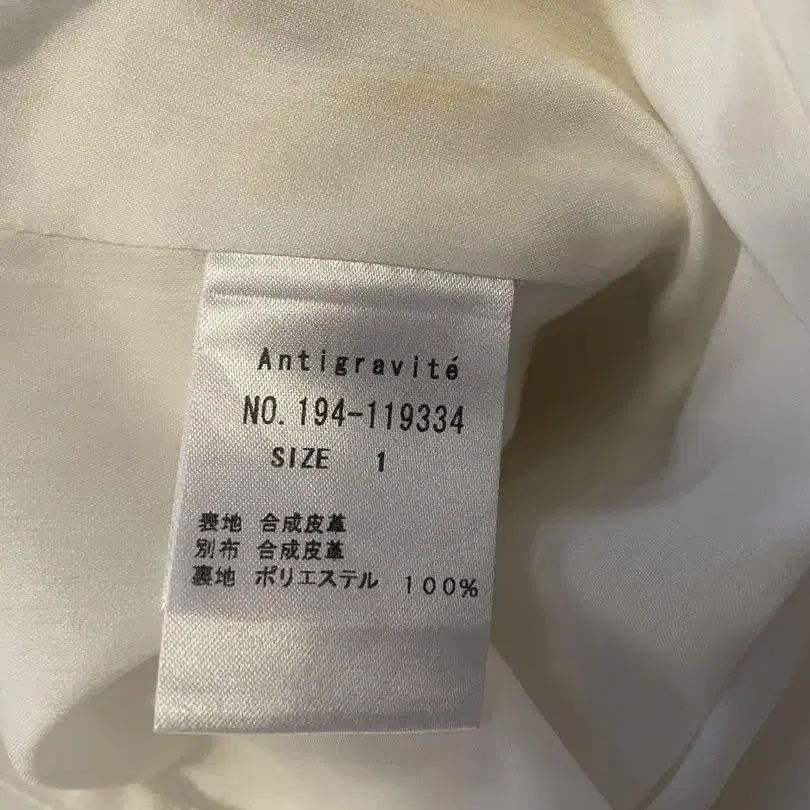 Antigravité
NO. 194-119334
SIZE 1
表地 合成皮革
別布 合成皮革
裏地 ポリエステル 100%